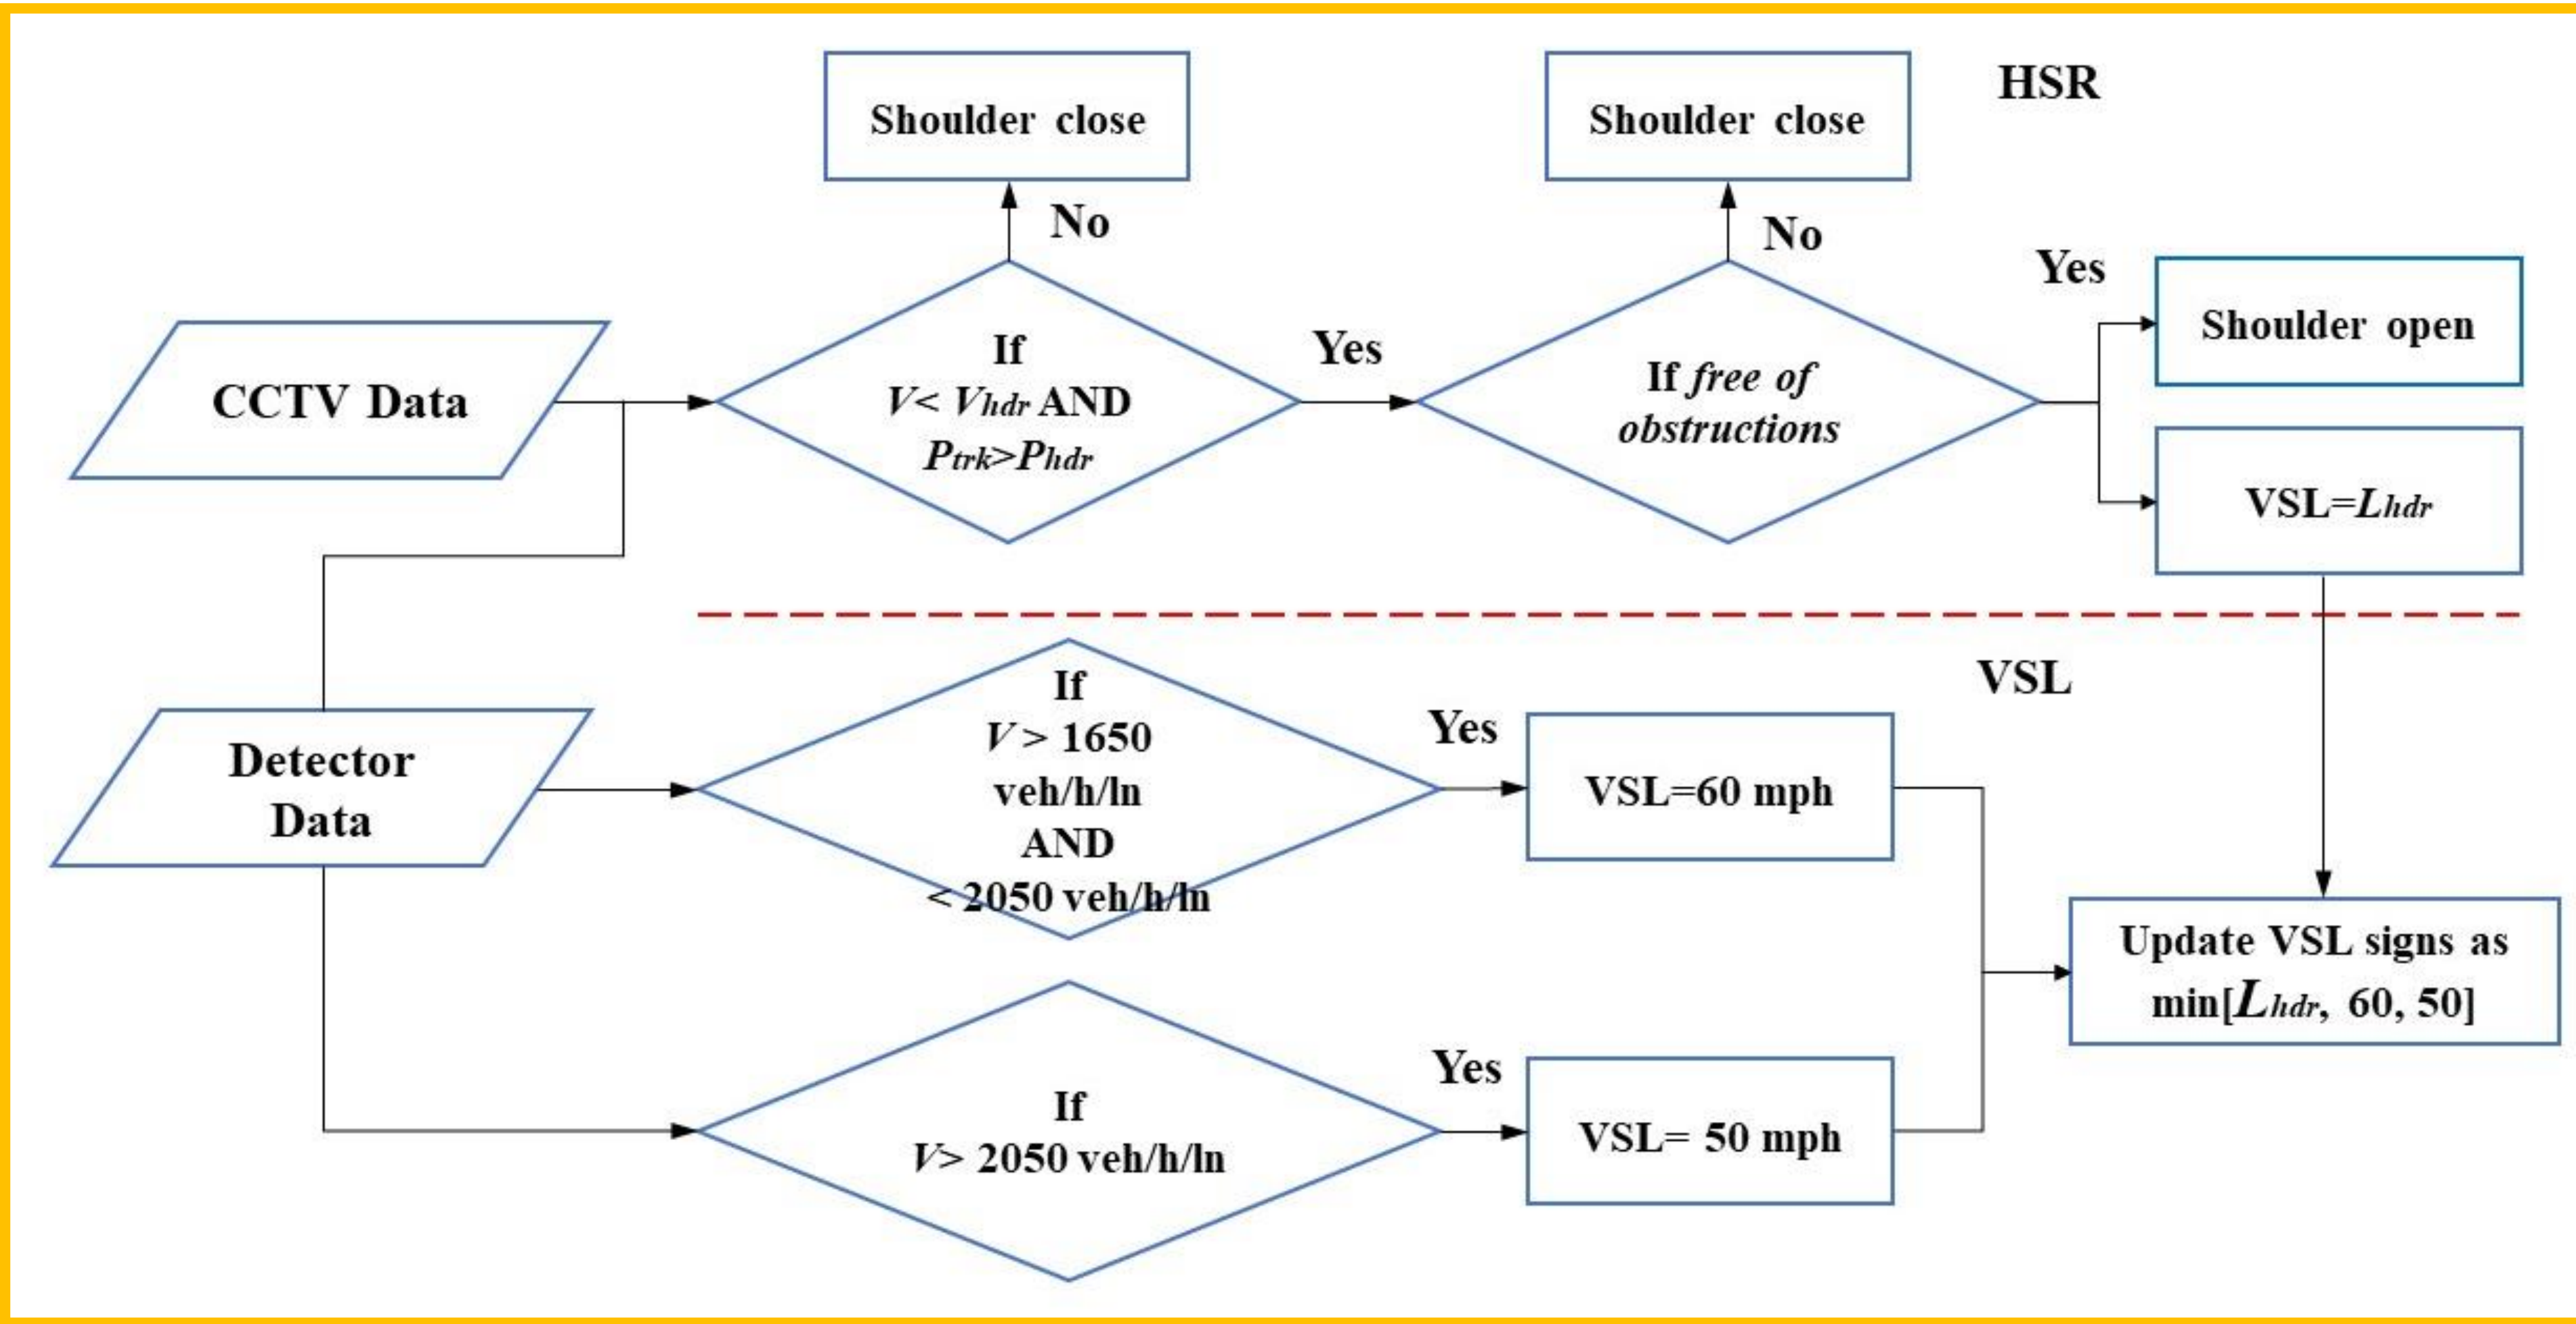 Shoulder close
Shoulder close
HSR
No
No
Yes
Shoulder open
CCTV Data
If
V< Vhdr AND
Ptrk>Phdr
Yes
If free of
obstructions
VSL=Lhdr
VSL
Detector
Data
If
V > 1650
veh/h/ln
AND
< 2050 veh/h/ln
Yes
VSL=60 mph
Update VSL signs as
min[Lhdr, 60, 50]
If
V> 2050 veh/h/ln
Yes
VSL= 50 mph